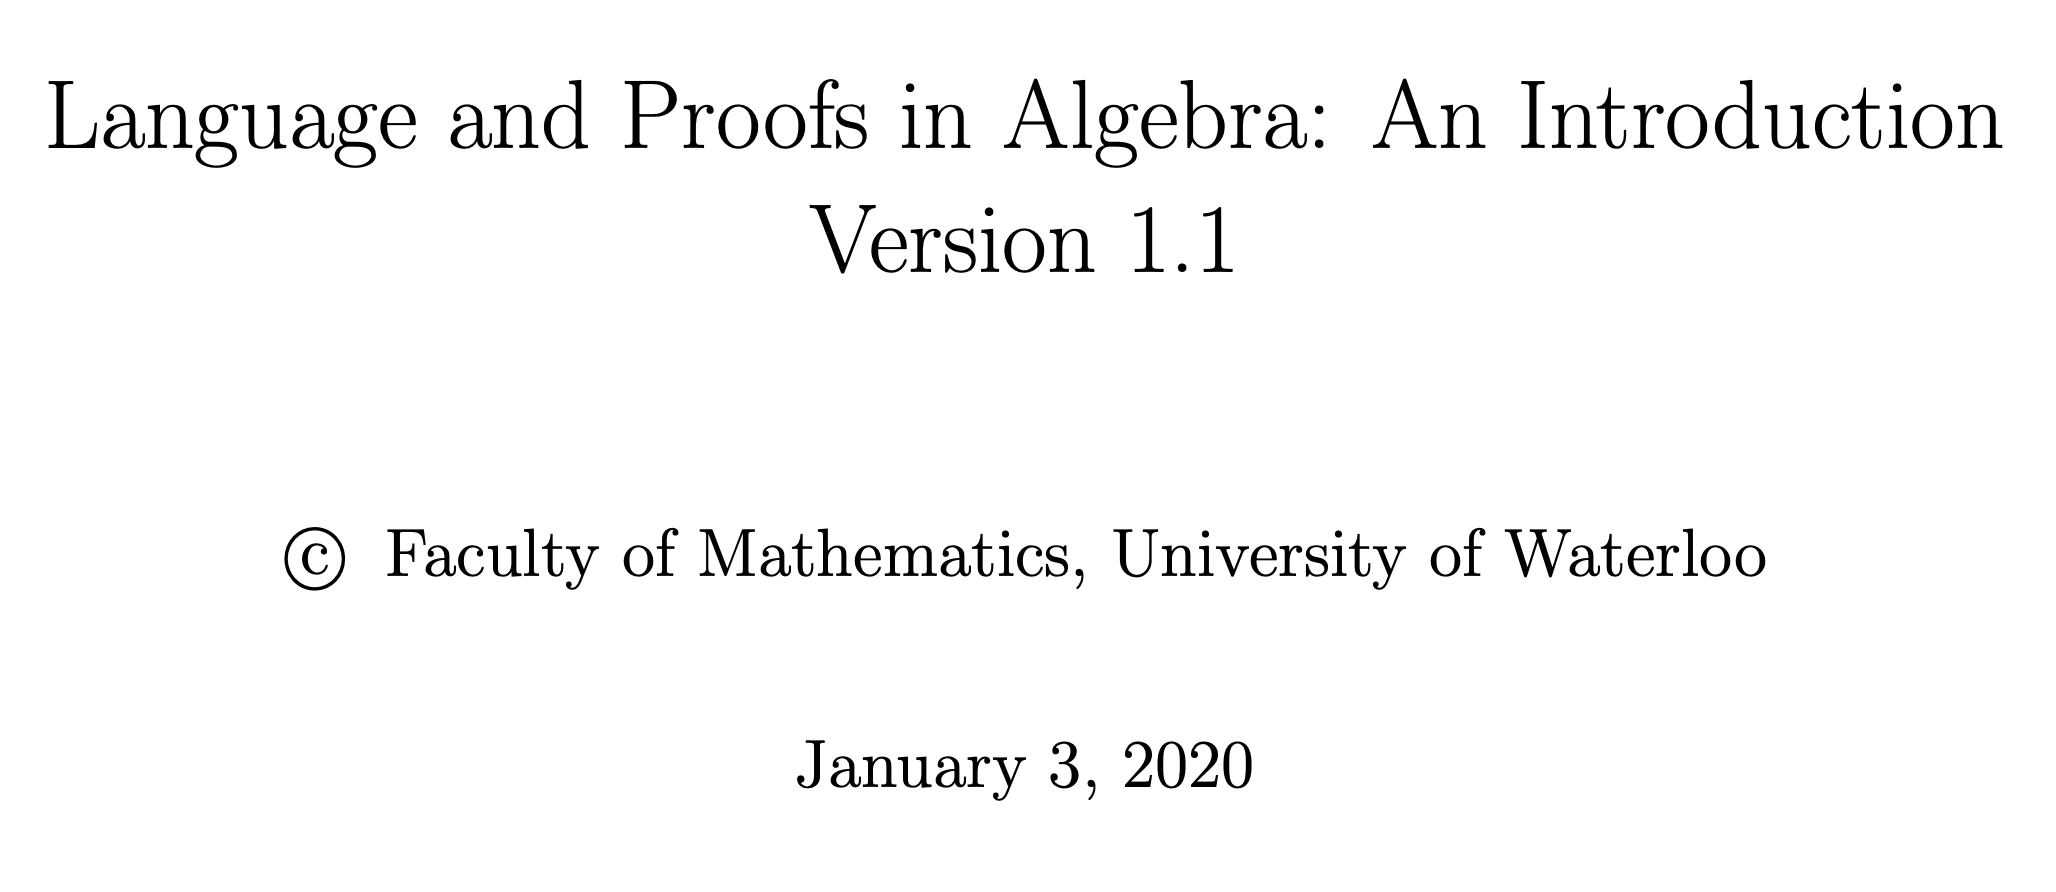 Language and Proofs in Algebra: An Introduction
Version 1.1
© Faculty of Mathematics, University of Waterloo
January 3, 2020